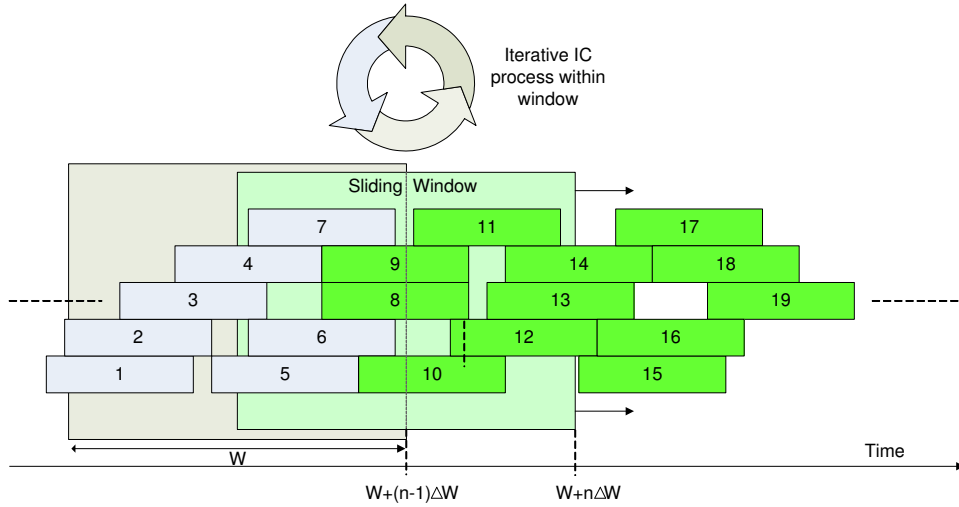 Iterative IC
process within
window
Sliding Window
7
11
17
4
9
14
18
3
8
13
19
2
6
12
16
1
5
10
15
W
Time
W+(n-1)ΔW
W+nΔW